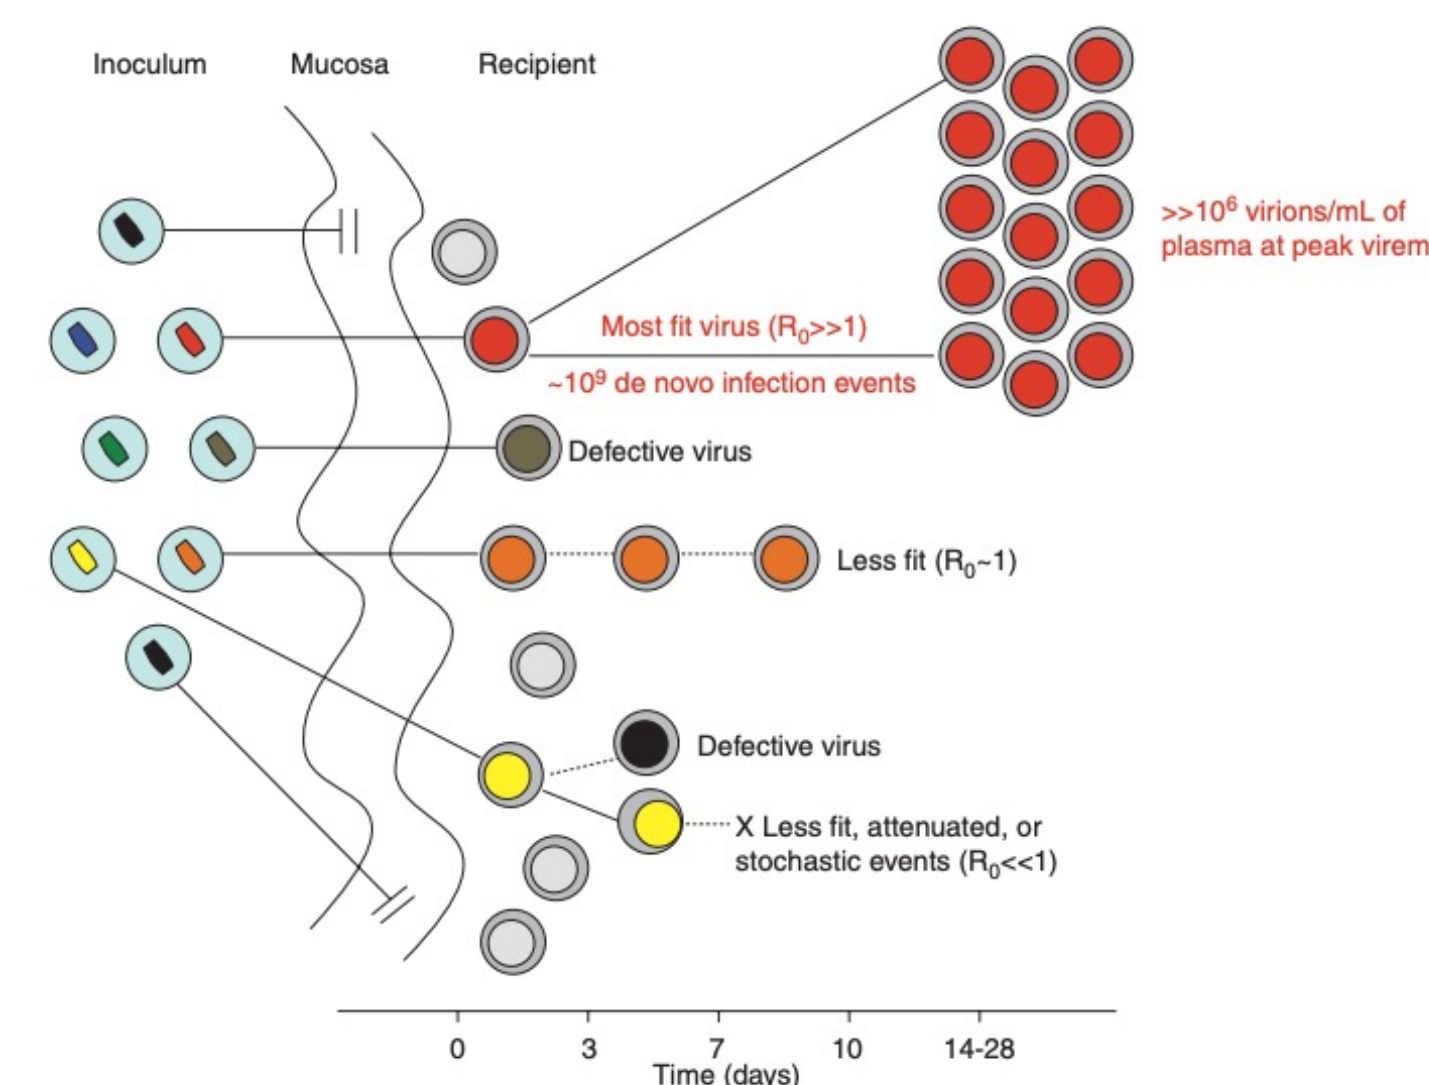 Inoculum
Mucosa
Recipient
>>10⁶ virions/mL of
plasma at peak virem
Most fit virus (R₀>>1)
~10⁹ de novo infection events
Defective virus
Less fit (R₀~1)
Defective virus
X Less fit, attenuated, or
stochastic events (R₀<<1)
0
3
7
10
14-28
Time (days)